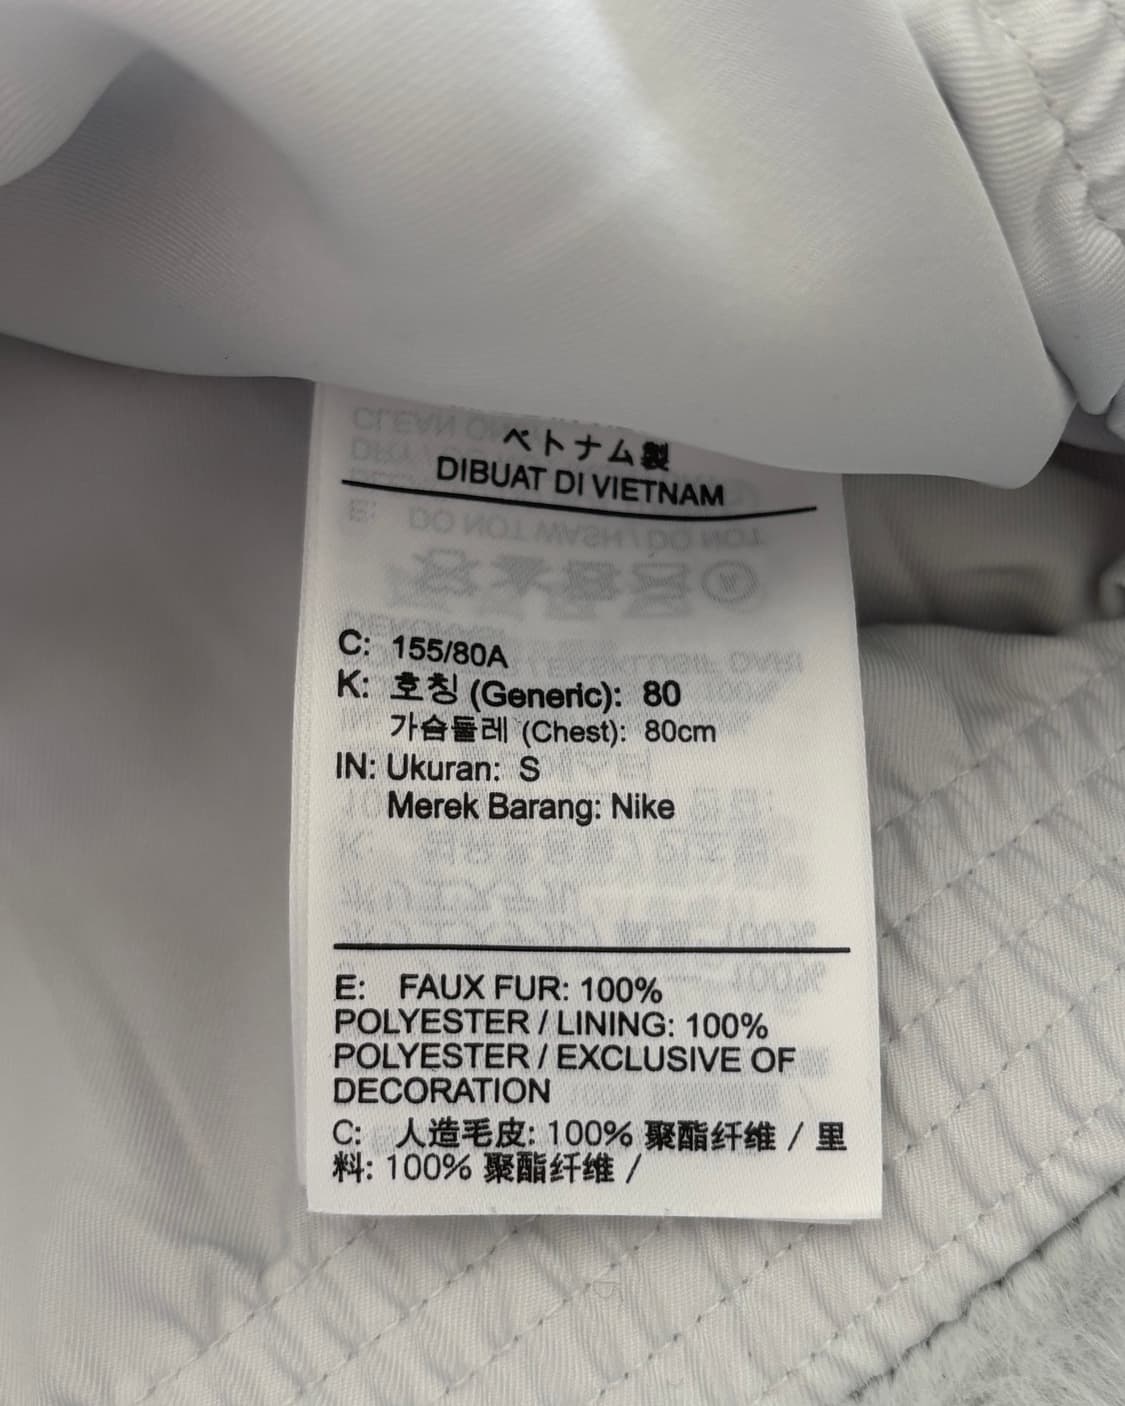 ベトナム製
DIBUAT DI VIETNAM
C: 155/80A
K: 호칭 (Generic): 80
가슴둘레 (Chest): 80cm
IN: Ukuran: S
Merek Barang: Nike
E: FAUX FUR: 100%
POLYESTER / LINING: 100%
POLYESTER / EXCLUSIVE OF
DECORATION
C: 人造毛皮: 100% 聚酯纤维 / 里
料: 100% 聚酯纤维 /